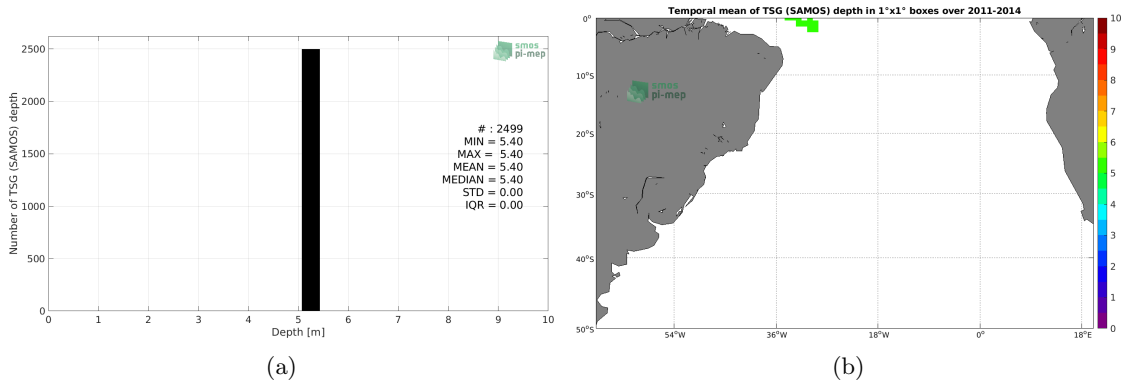 Number of TSG (SAMOS) depth
2500
2000
1500
1000
500
0
0 1 2 3 4 5 6 7 8 9 10
Depth [m]
smos
pi-mep
# : 2499
MIN = 5.40
MAX = 5.40
MEAN = 5.40
MEDIAN = 5.40
STD = 0.00
IQR = 0.00
(a)
Temporal mean of TSG (SAMOS) depth in 1°x1° boxes over 2011-2014
0°
10°S
20°S
30°S
40°S
50°S
54°W 36°W 18°W 0° 18°E
smos
pi-mep
10
9
8
7
6
5
4
3
2
1
0
(b)